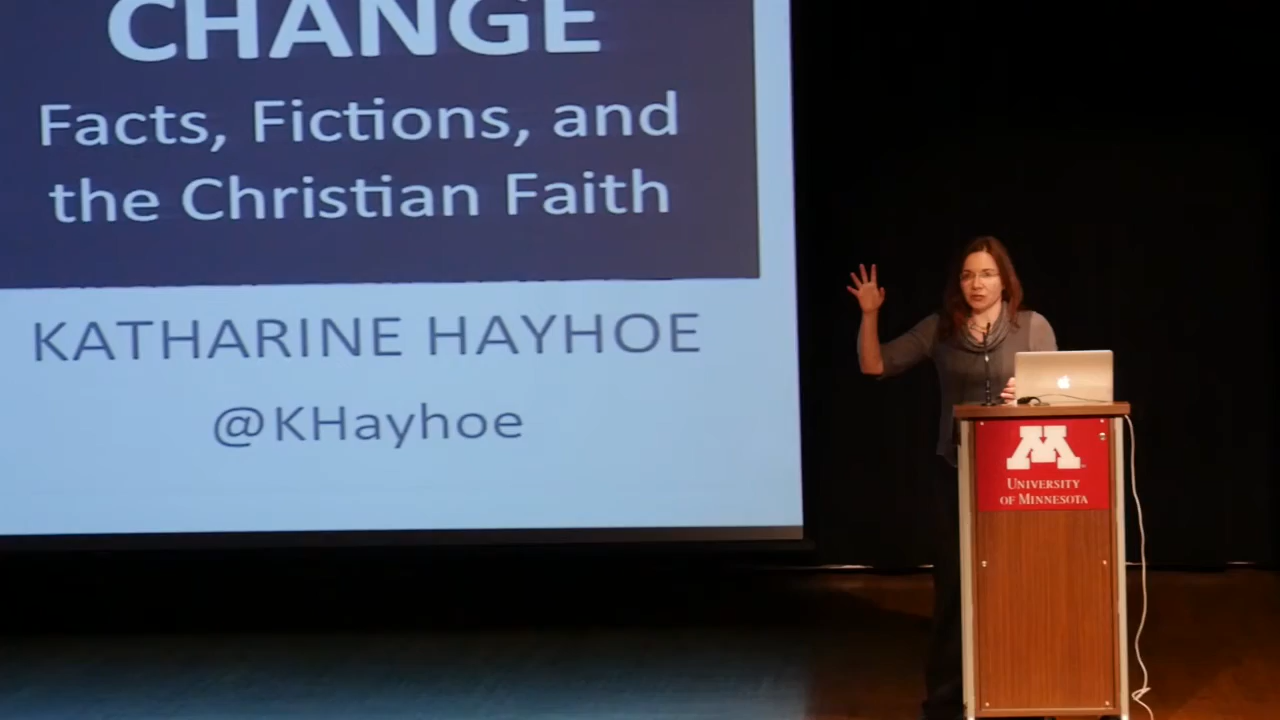 CHANGE
Facts, Fictions, and
the Christian Faith
KATHARINE HAYHOE
@KHayhoe
M
UNIVERSITY
OF MINNESOTA